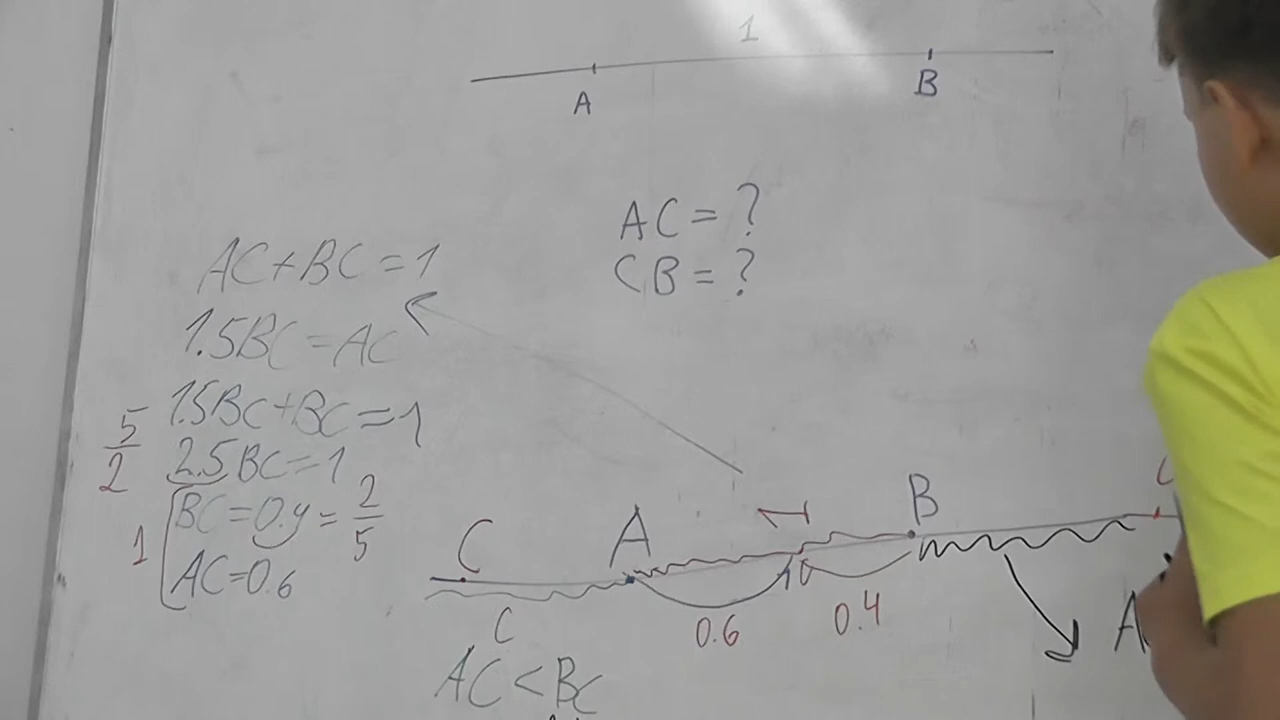 1
A B
AC = ?
CB = ?
AC+BC=1
1.5BC=AC
1.5BC+BC=1
5/2 2.5BC=1
1 BC=0.4=2/5
AC=0.6
C A 1 B
C 0.6 0.4 A
AC<BC